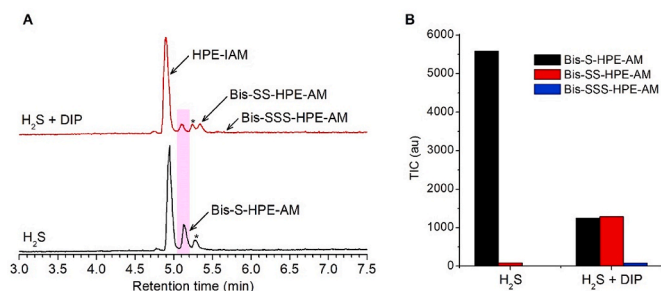 A
HPE-IAM
Bis-SS-HPE-AM
Bis-SSS-HPE-AM
H₂S + DIP
*
Bis-S-HPE-AM
H₂S
*
3.0 3.5 4.0 4.5 5.0 5.5 6.0 6.5 7.0 7.5
Retention time (min)
B
6000
5000
4000
3000
2000
1000
0
TIC (au)
Bis-S-HPE-AM
Bis-SS-HPE-AM
Bis-SSS-HPE-AM
H₂S H₂S + DIP